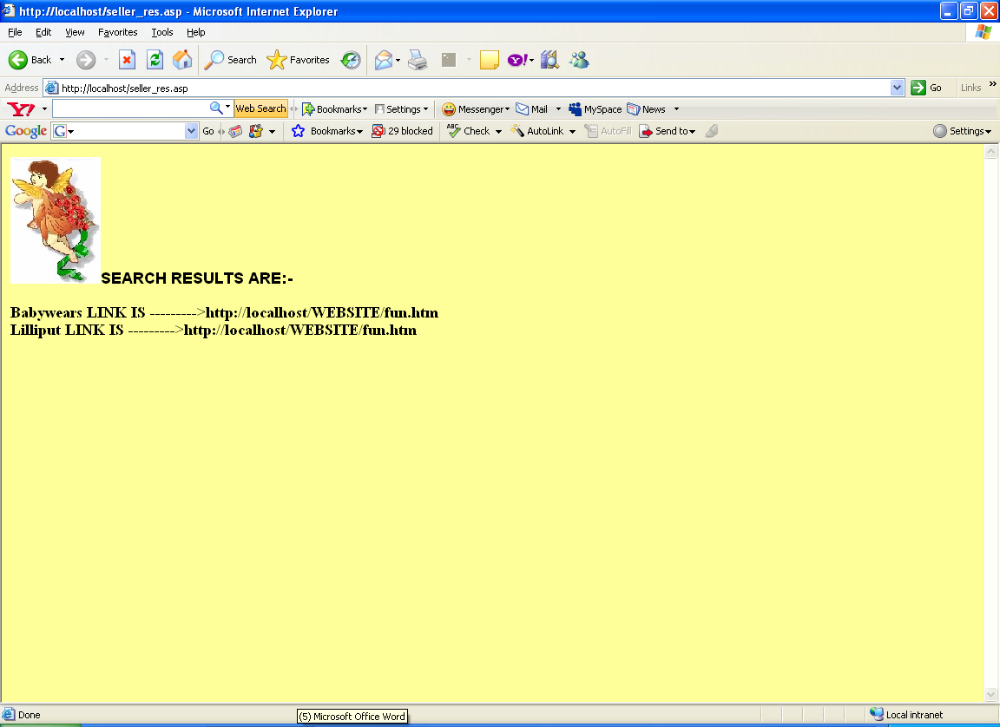 http://localhost/seller_res.asp - Microsoft Internet Explorer
File Edit View Favorites Tools Help
Back Search Favorites
Address http://localhost/seller_res.asp Go Links »
Y! Web Search Bookmarks Settings Messenger Mail MySpace News
Google G Go Bookmarks 29 blocked ABC Check AutoLink AutoFill Send to Settings
SEARCH RESULTS ARE:-
Babywears LINK IS --------->http://localhost/WEBSITE/fun.htm
Lilliput LINK IS --------->http://localhost/WEBSITE/fun.htm
Done (5) Microsoft Office Word Local intranet